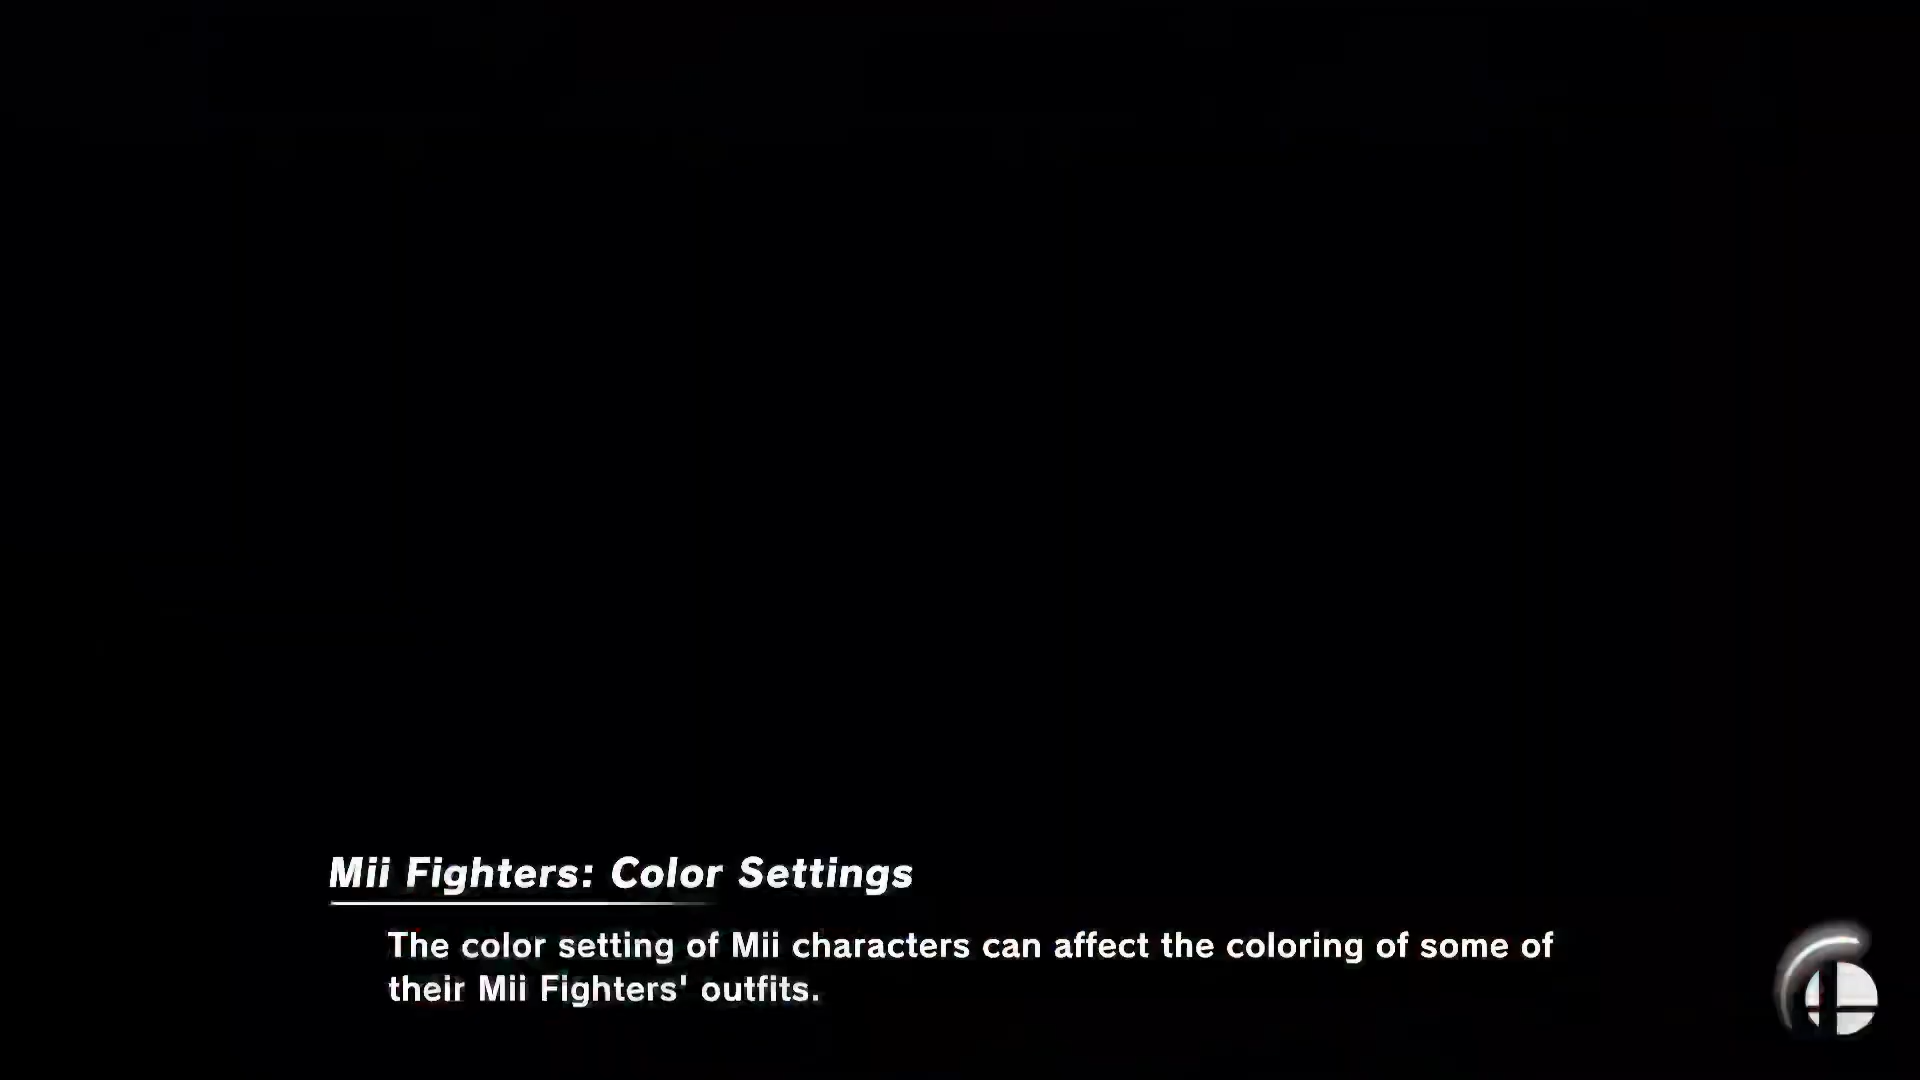 Mii Fighters: Color Settings
The color setting of Mii characters can affect the coloring of some of
their Mii Fighters' outfits.